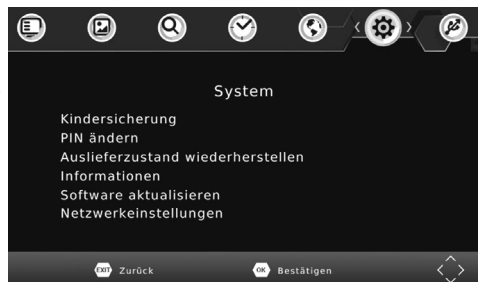 System
Kindersicherung
PIN ändern
Auslieferzustand wiederherstellen
Informationen
Software aktualisieren
Netzwerkeinstellungen
EXIT Zurück OK Bestätigen